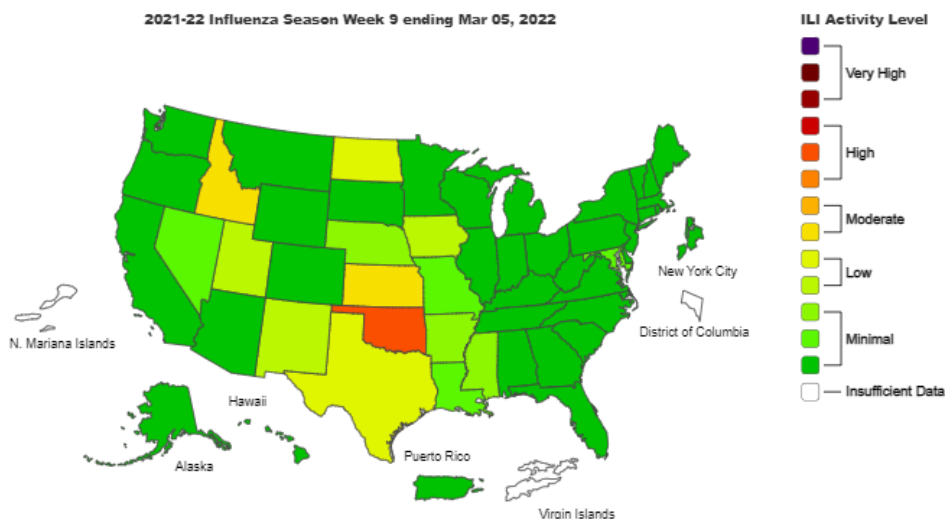 2021-22 Influenza Season Week 9 ending Mar 05, 2022
ILI Activity Level
Very High
High
Moderate
Low
Minimal
Insufficient Data
New York City
District of Columbia
N. Mariana Islands
Hawaii
Alaska
Puerto Rico
Virgin Islands